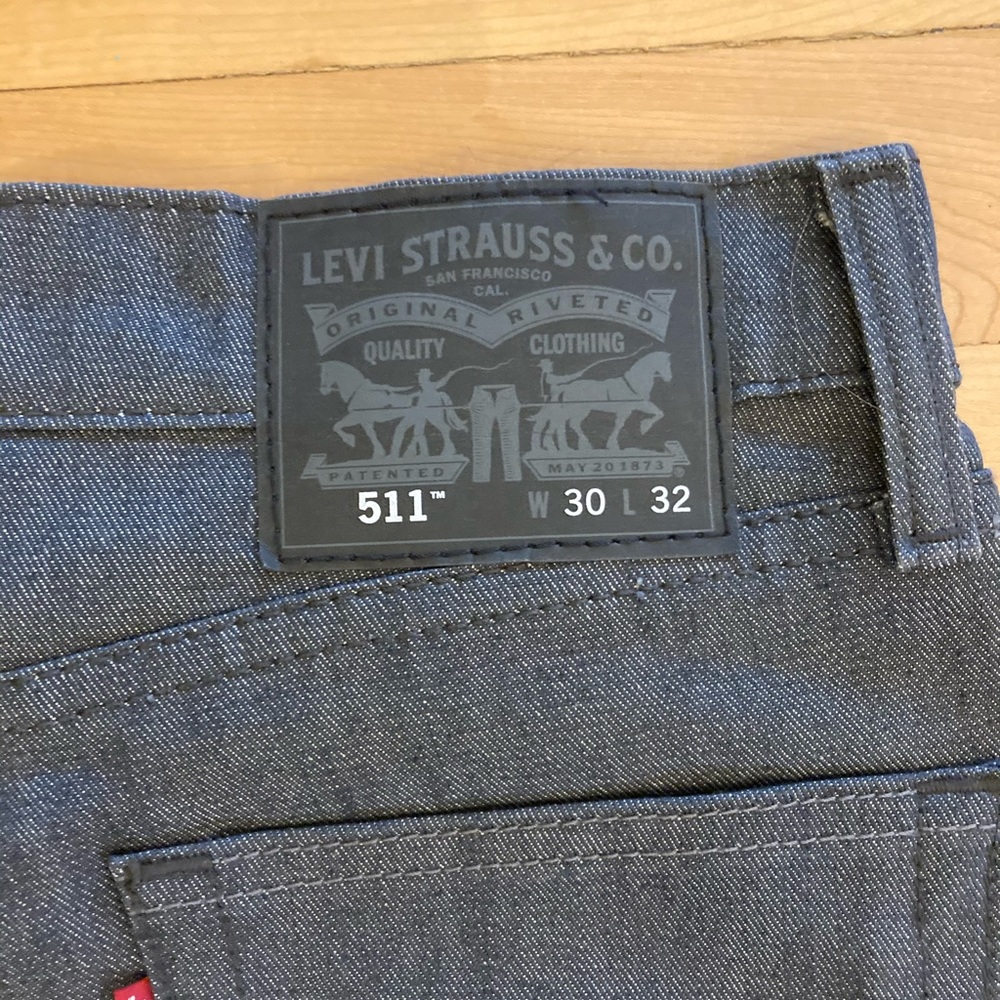 LEVI STRAUSS & CO.
SAN FRANCISCO
CAL.
ORIGINAL RIVETED
QUALITY CLOTHING
PATENTED MAY 20 1873 ®
511™ W 30 L 32